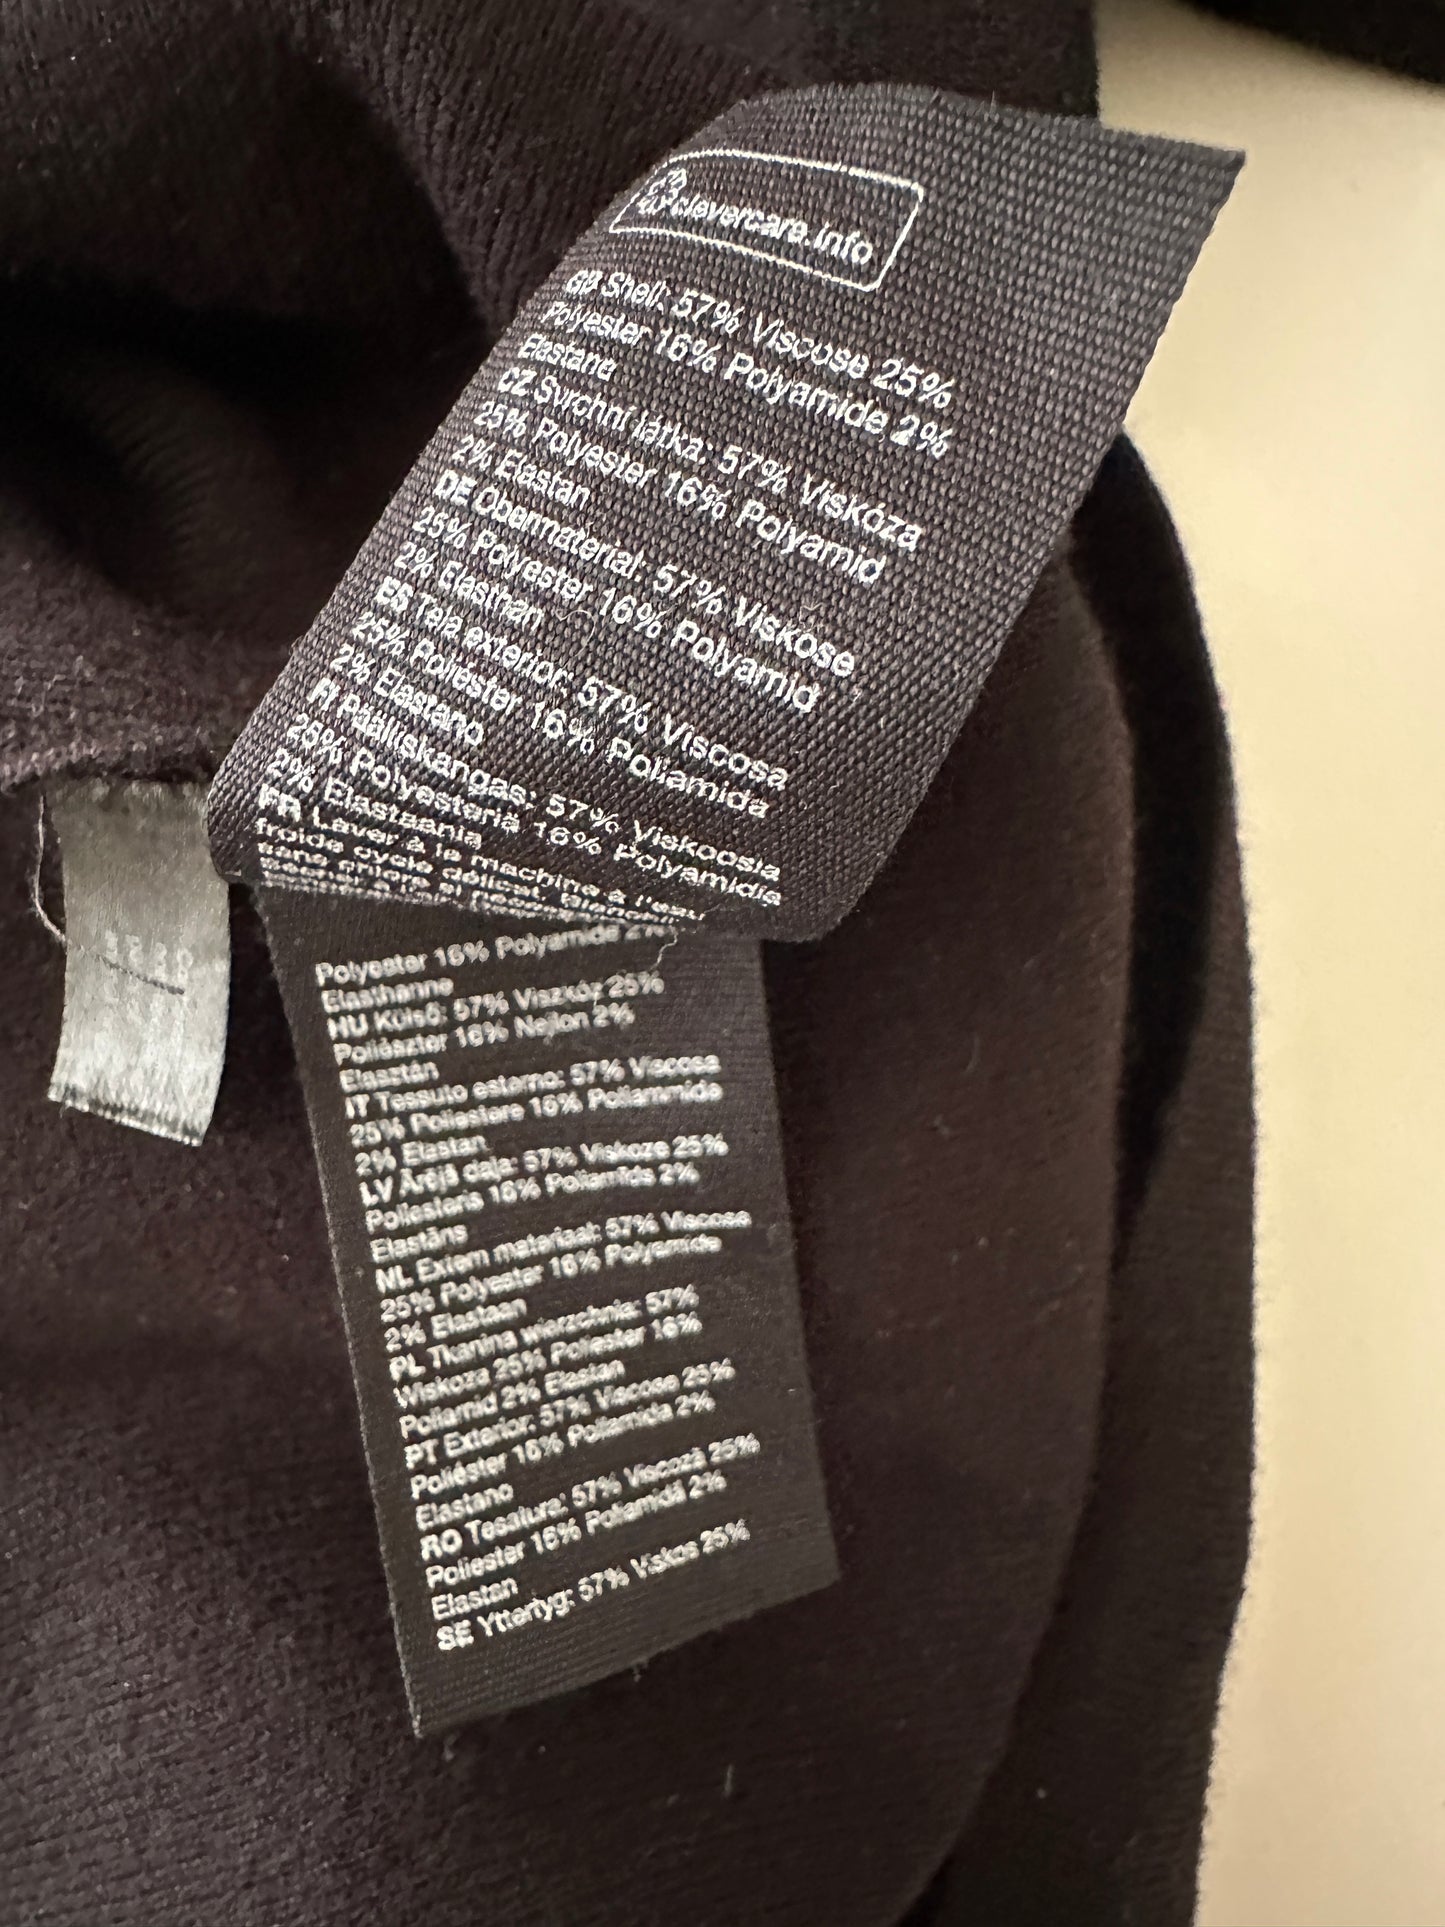 clevercare.info
GB Shell: 57% Viscose 25%
Polyester 16% Polyamide 2%
Elastane
CZ Svrchní látka: 57% Viskóza
25% Polyester 16% Polyamid
2% Elastan
DE Obermaterial: 57% Viskose
25% Polyester 16% Polyamid
2% Elasthan
ES Tela exterior: 57% Viscosa
25% Poliéster 16% Poliamida
2% Elastano
FI Päälliskangas: 57% Viskoosia
25% Polyesteriä 16% Polyamidia
2% Elastaania
FR Laver à la machine à l'eau
froide cycle délicat.
sans chlore si
Polyester 16% Polyamide 2%
Elasthanne
HU Külső: 57% Viszkóz 25%
Poliészter 16% Nejlon 2%
Elasztán
IT Tessuto esterno: 57% Viscosa
25% Poliestere 16% Poliammide
2% Elastan
LV Ārējā daļa: 57% Viskoze 25%
Poliesteris 16% Poliamīds 2%
Elastāns
NL Extern materiaal: 57% Viscose
25% Polyester 16% Polyamide
2% Elastaan
PL Tkanina wierzchnia: 57%
Wiskoza 25% Poliester 16%
Poliamid 2% Elastan
PT Exterior: 57% Viscose 25%
Poliéster 16% Poliamida 2%
Elastano
RO Tesatura: 57% Viscoză 25%
Poliester 16% Poliamidă 2%
Elastan
SE Yttertyg: 57% Viskos 25%